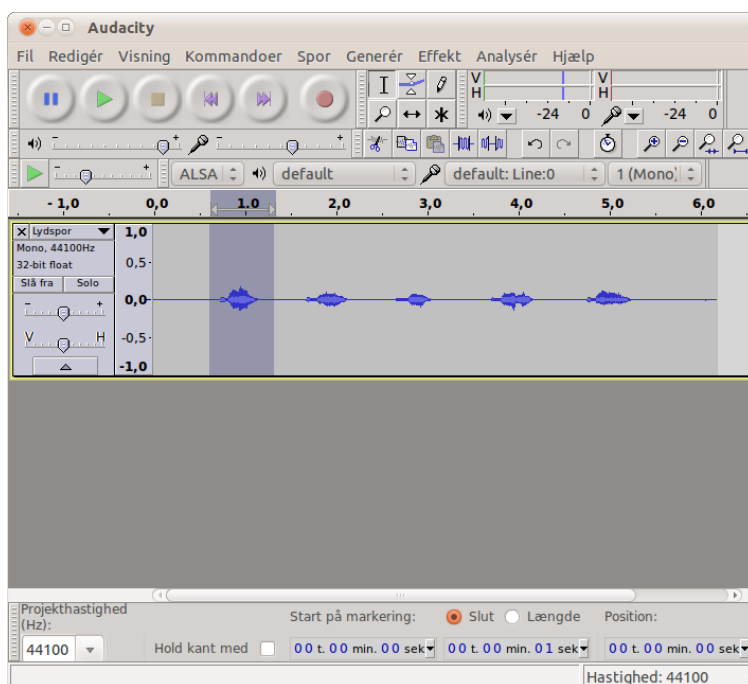 Audacity
Fil Redigér Visning Kommandoer Spor Generér Effekt Analysér Hjælp
V
H
-24 0
V
H
-24 0
ALSA default default: Line:0 1 (Mono)
- 1,0 0,0 1.0 2,0 3,0 4,0 5,0 6,0
X Lydspor
Mono, 44100Hz
32-bit float
Slå fra Solo
- +
V H
1,0
0,5
0,0
-0,5
-1,0
Projekthastighed
(Hz):
Start på markering: Slut Længde Position:
44100 Hold kant med 00 t. 00 min. 00 sek 00 t. 00 min. 01 sek 00 t. 00 min. 00 sek
Hastighed: 44100